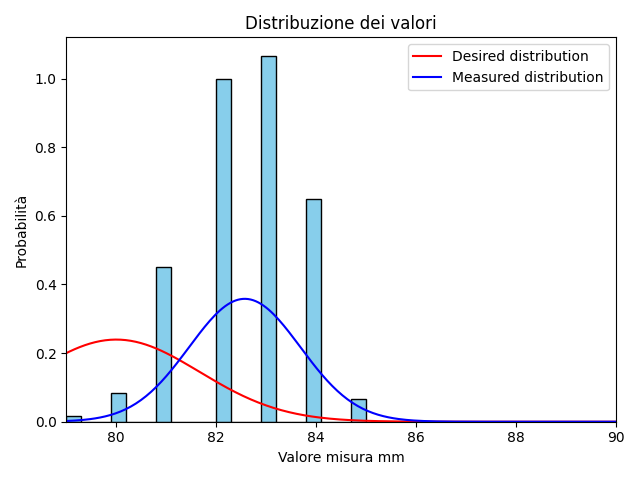 Distribuzione dei valori
Desired distribution
Measured distribution
Probabilità
1.0
0.8
0.6
0.4
0.2
0.0
80 82 84 86 88 90
Valore misura mm